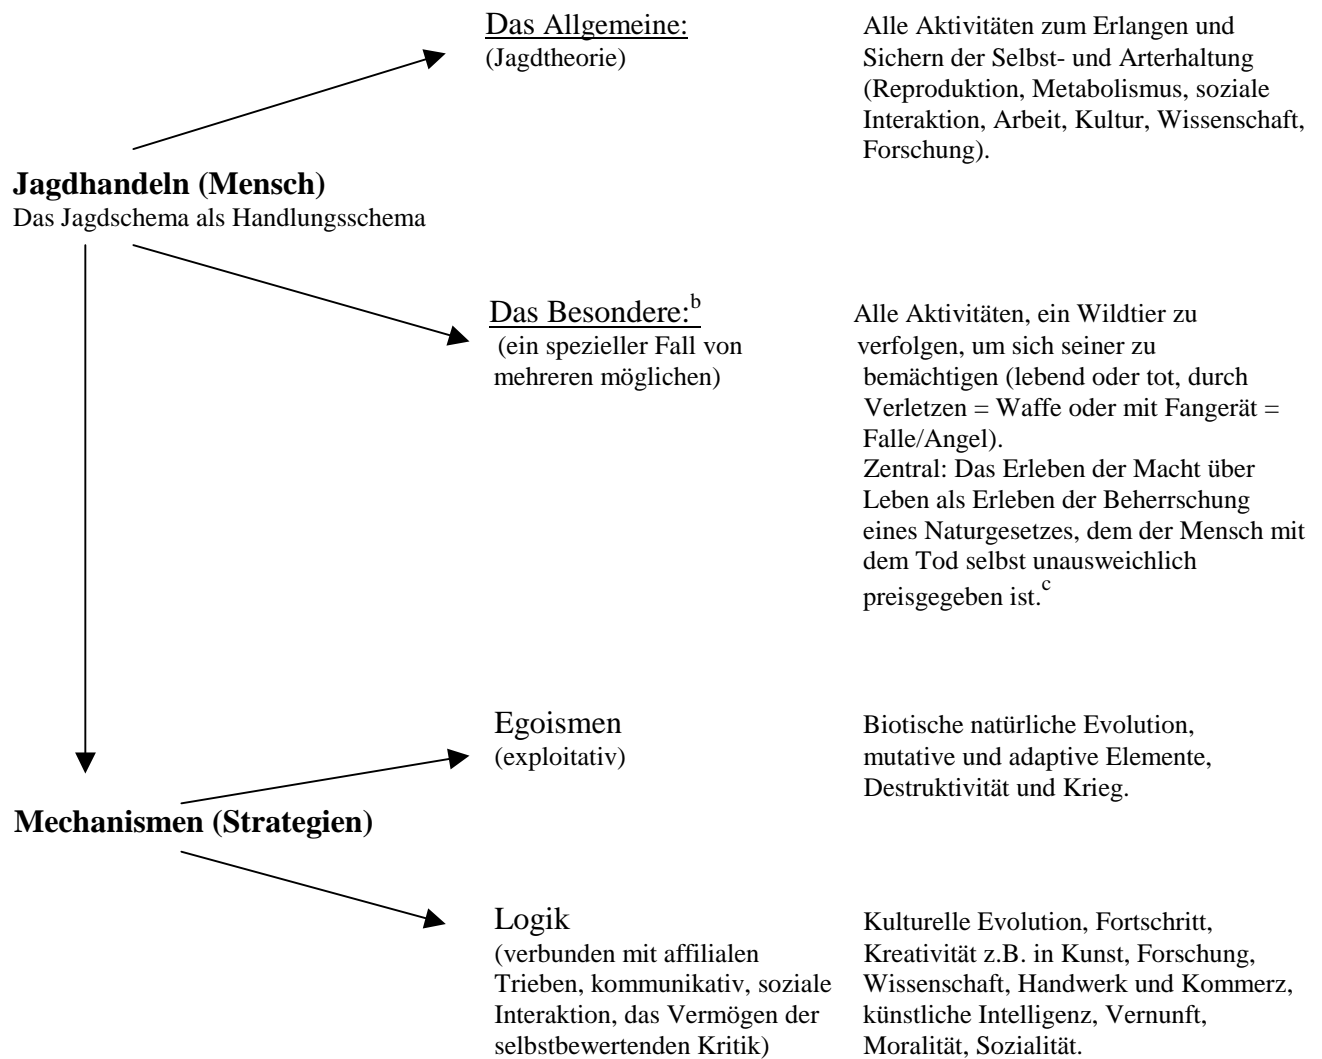 Das Allgemeine:
(Jagdtheorie)
Alle Aktivitäten zum Erlangen und
Sichern der Selbst- und Arterhaltung
(Reproduktion, Metabolismus, soziale
Interaktion, Arbeit, Kultur, Wissenschaft,
Forschung).
Jagdhandeln (Mensch)
Das Jagdschema als Handlungsschema
Das Besondere:b
(ein spezieller Fall von
mehreren möglichen)
Alle Aktivitäten, ein Wildtier zu
verfolgen, um sich seiner zu
bemächtigen (lebend oder tot, durch
Verletzen = Waffe oder mit Fangerät =
Falle/Angel).
Zentral: Das Erleben der Macht über
Leben als Erleben der Beherrschung
eines Naturgesetzes, dem der Mensch mit
dem Tod selbst unausweichlich
preisgegeben ist.c
Egoismen
(exploitativ)
Biotische natürliche Evolution,
mutative und adaptive Elemente,
Destruktivität und Krieg.
Mechanismen (Strategien)
Logik
(verbunden mit affilialen
Trieben, kommunikativ, soziale
Interaktion, das Vermögen der
selbstbewertenden Kritik)
Kulturelle Evolution, Fortschritt,
Kreativität z.B. in Kunst, Forschung,
Wissenschaft, Handwerk und Kommerz,
künstliche Intelligenz, Vernunft,
Moralität, Sozialität.